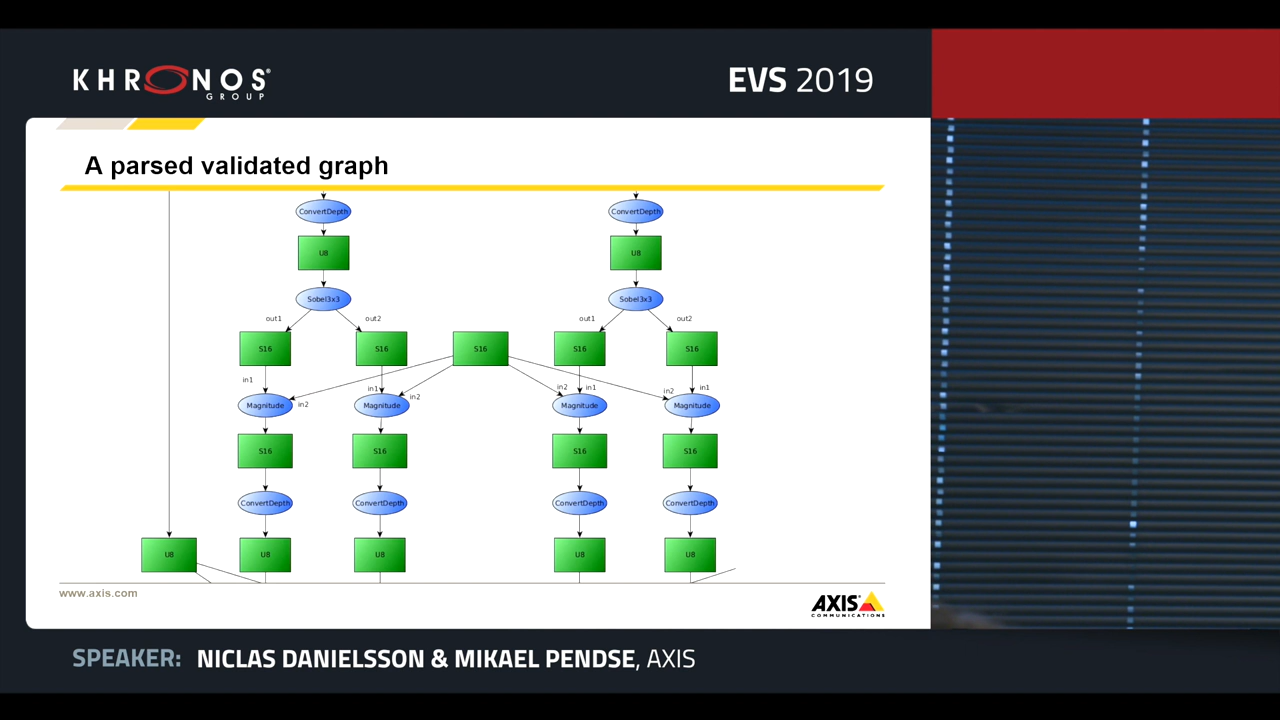 KHRONOS®
GROUP
EVS 2019
A parsed validated graph
ConvertDepth ConvertDepth
U8 U8
Sobel3x3 Sobel3x3
out1 out2 out1 out2
S16 S16 S16 S16 S16
in1 in1 in2 in2 in1 in2 in1
Magnitude in2 Magnitude Magnitude Magnitude
S16 S16 S16 S16
ConvertDepth ConvertDepth ConvertDepth ConvertDepth
U8 U8 U8 U8 U8
www.axis.com
AXIS
COMMUNICATIONS
SPEAKER: NICLAS DANIELSSON & MIKAEL PENDSE, AXIS